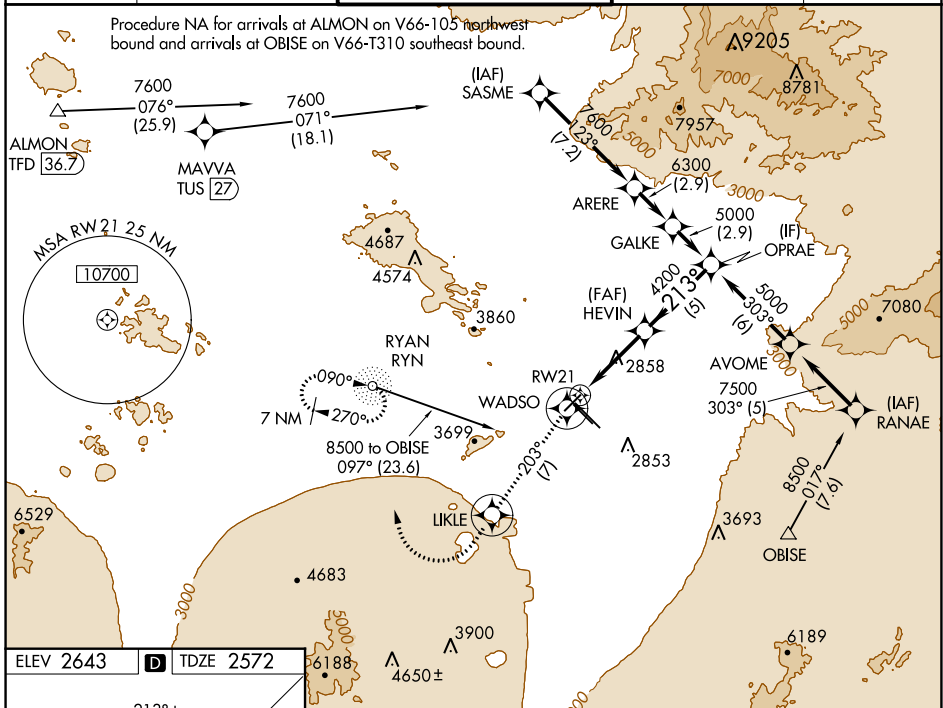 Procedure NA for arrivals at ALMON on V66-105 northwest
bound and arrivals at OBISE on V66-T310 southeast bound.
9205
8781
7000
7957
5000
3000
(IAF)
SASME
7600
076°
(25.9)
7600
071°
(18.1)
ALMON
TFD 36.7
MAVVA
TUS 27
600
123°
(7.2)
6300
(2.9)
ARERE
5000
(2.9)
GALKE
(IF)
OPRAE
MSA RW21 25 NM
10700
4687
4574
3860
4200
213°
(5)
(FAF)
HEVIN
5000
303°
(6)
5000
7080
AVOME
3000
7500
303° (5)
(IAF)
RANAE
RYAN
RYN
090°
270°
7 NM
8500 to OBISE
097° (23.6)
3699
RW21
WADSO
2858
2853
203°
(7)
8500
017°
(7.6)
3693
OBISE
LIKLE
6529
4683
3000
5000
6188
3900
4650±
6189
3000
ELEV 2643
D
TDZE 2572